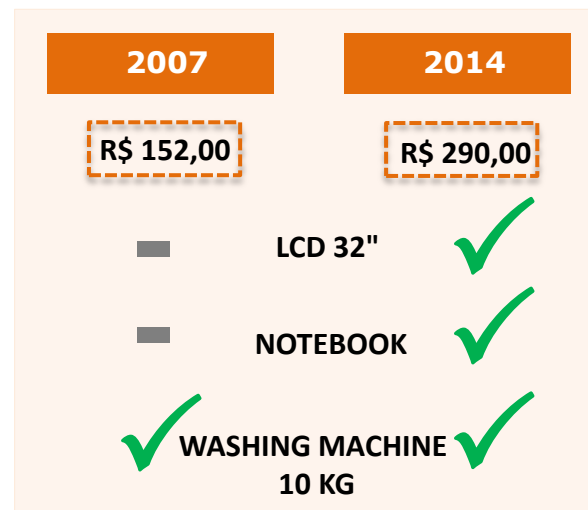 2007 2014
R$ 152,00 R$ 290,00
LCD 32"
NOTEBOOK
WASHING MACHINE
10 KG